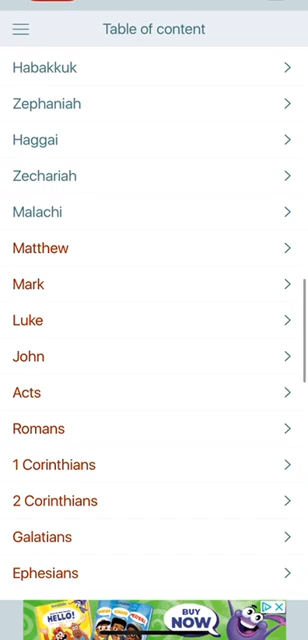 Table of content
Habakkuk
Zephaniah
Haggai
Zechariah
Malachi
Matthew
Mark
Luke
John
Acts
Romans
1 Corinthians
2 Corinthians
Galatians
Ephesians
HELLO!
BUY
NOW